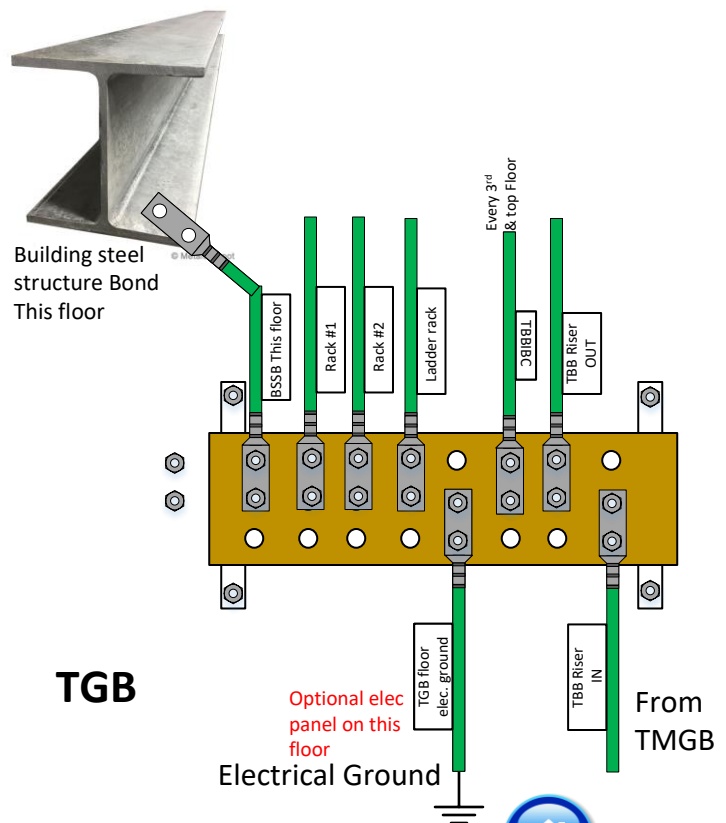 Every 3rd
& top Floor
Building steel
structure Bond
This floor
BSSB This floor
Rack #1
Rack #2
Ladder rack
TBBIBC
TBB Riser
OUT
TGB
TGB floor
elec. ground
TBB Riser
IN
Optional elec
panel on this
floor
Electrical Ground
From
TMGB